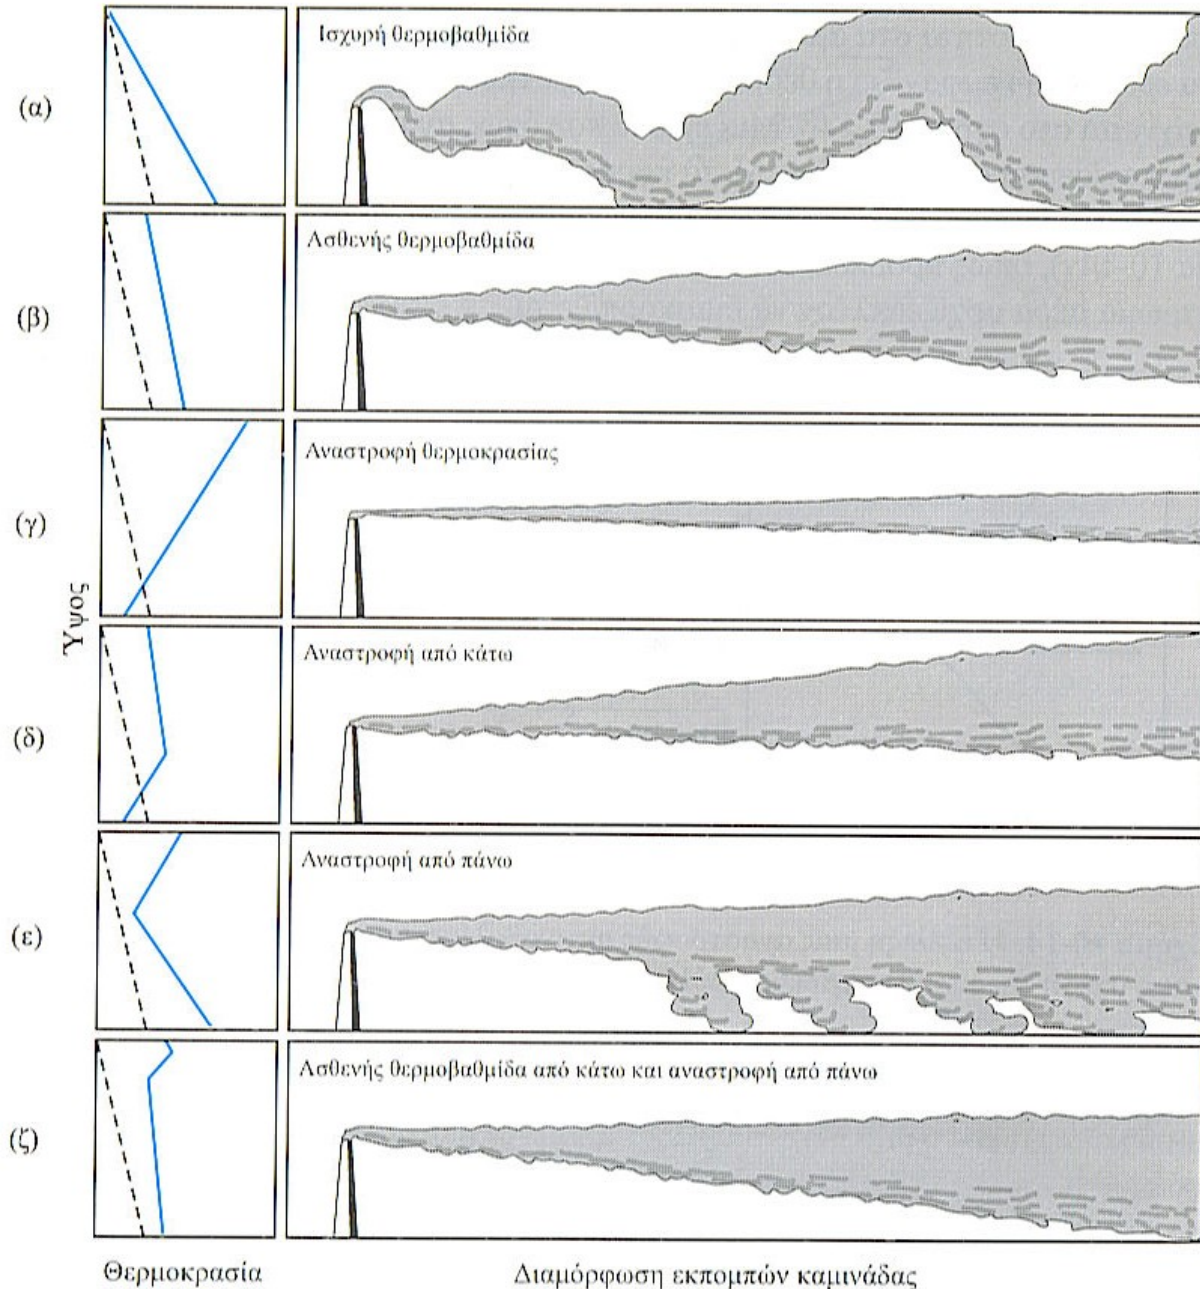 (α)
Ισχυρή θερμοβαθμίδα
(β)
Ασθενής θερμοβαθμίδα
(γ)
Αναστροφή θερμοκρασίας
Ύψος
(δ)
Αναστροφή από κάτω
(ε)
Αναστροφή από πάνω
(ζ)
Ασθενής θερμοβαθμίδα από κάτω και αναστροφή από πάνω
Θερμοκρασία
Διαμόρφωση εκπομπών καμινάδας